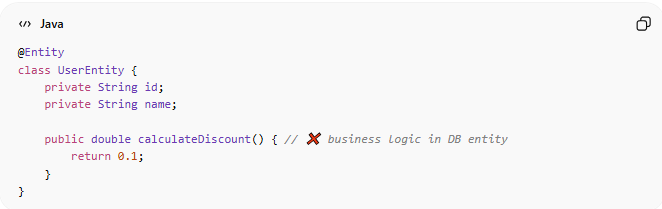 </> Java
@Entity
class UserEntity {
    private String id;
    private String name;

    public double calculateDiscount() { // ❌ business logic in DB entity
        return 0.1;
    }
}